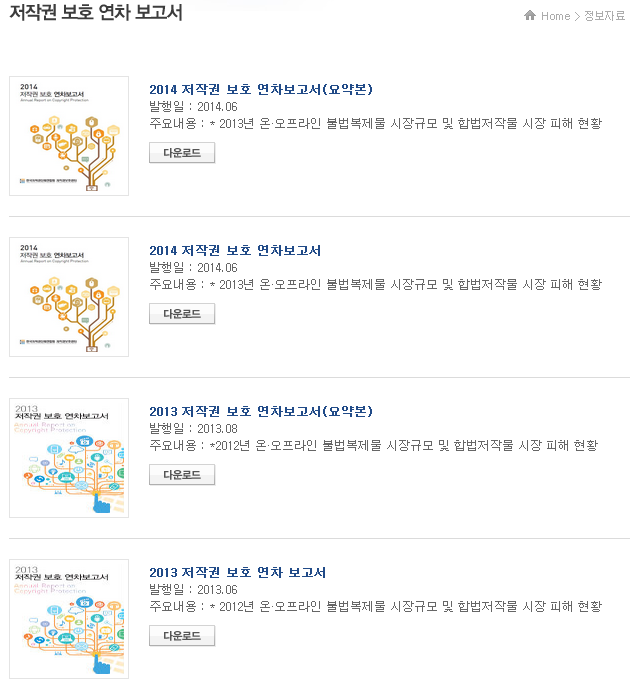 저작권 보호 연차 보고서
Home > 정보자료
2014
저작권 보호 연차보고서
Annual Report on Copyright Protection
2014 저작권 보호 연차보고서(요약본)
발행일 : 2014.06
주요내용 : * 2013년 온·오프라인 불법복제물 시장규모 및 합법저작물 시장 피해 현황
다운로드
2014
저작권 보호 연차보고서
Annual Report on Copyright Protection
2014 저작권 보호 연차보고서
발행일 : 2014.06
주요내용 : * 2013년 온·오프라인 불법복제물 시장규모 및 합법저작물 시장 피해 현황
다운로드
2013
저작권 보호 연차보고서
Annual Report on
Copyright Protection
2013 저작권 보호 연차보고서(요약본)
발행일 : 2013.08
주요내용 : *2012년 온·오프라인 불법복제물 시장규모 및 합법저작물 시장 피해 현황
다운로드
2013
저작권 보호 연차보고서
Annual Report on
Copyright Protection
2013 저작권 보호 연차 보고서
발행일 : 2013.06
주요내용 : * 2012년 온·오프라인 불법복제물 시장규모 및 합법저작물 시장 피해 현황
다운로드